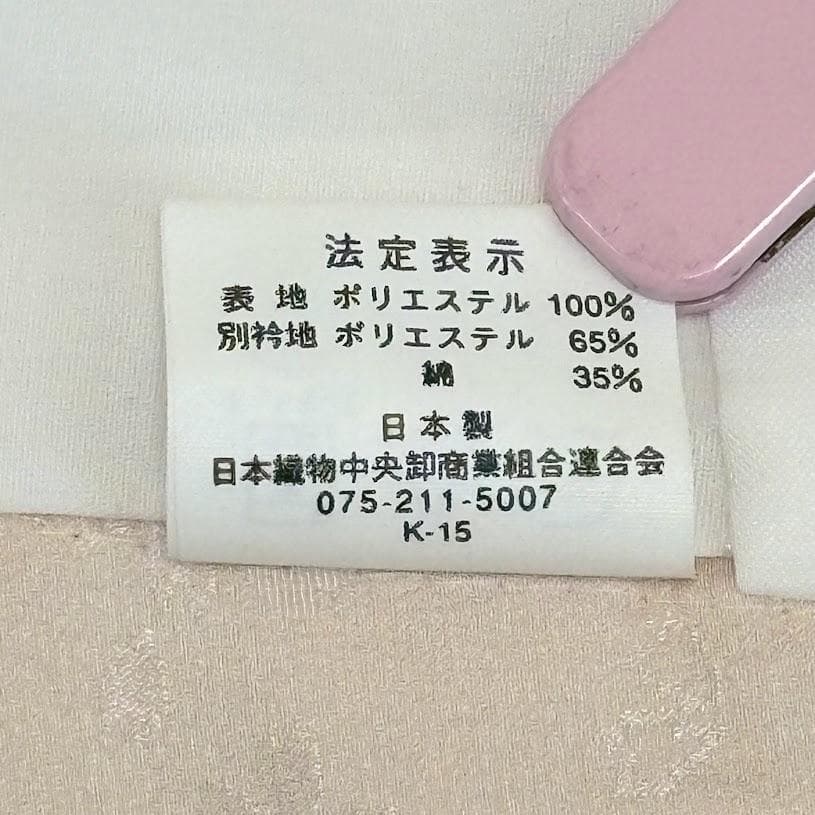 法定表示
表地 ポリエステル 100%
別衿地 ポリエステル 65%
綿 35%
日本製
日本織物中央卸商業組合連合会
075-211-5007
K-15